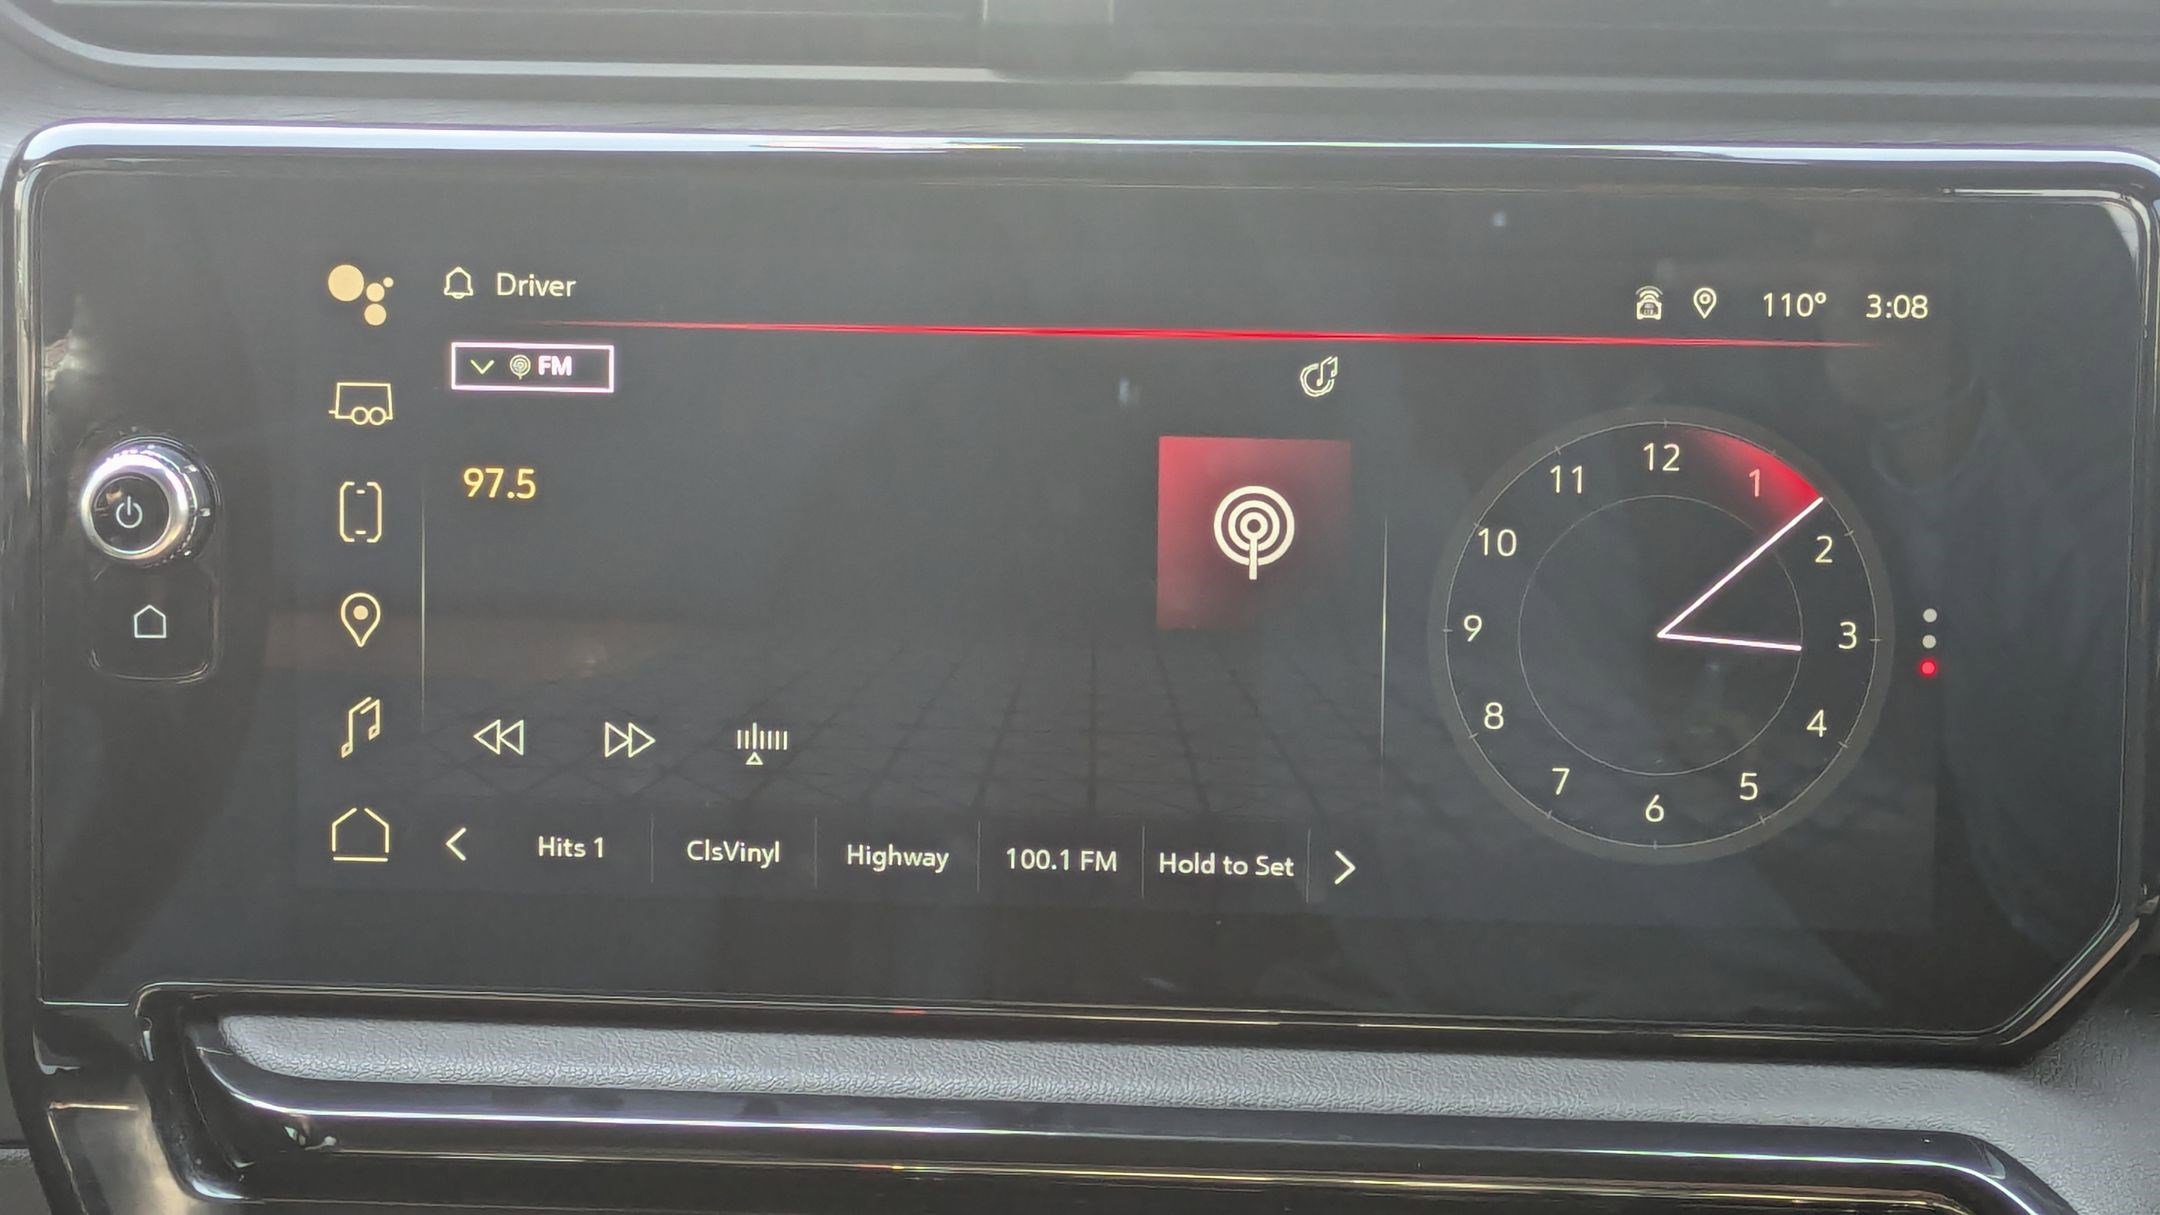 Driver
110° 3:08
FM
97.5
12
1
2
3
4
5
6
7
8
9
10
11
Hits 1
ClsVinyl
Highway
100.1 FM
Hold to Set